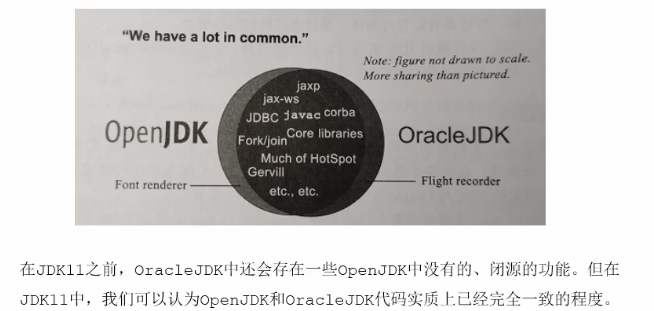 “We have a lot in common.”
Note: figure not drawn to scale.
More sharing than pictured.
jaxp
jax-ws
JDBC javac corba
Fork/join Core libraries
OpenJDK
OracleJDK
Much of HotSpot
Gervill
Font renderer
Flight recorder
etc., etc.
在JDK11之前，OracleJDK中还会存在一些OpenJDK中没有的、闭源的功能。但在
JDK11中，我们可以认为OpenJDK和OracleJDK代码实质上已经完全一致的程度。